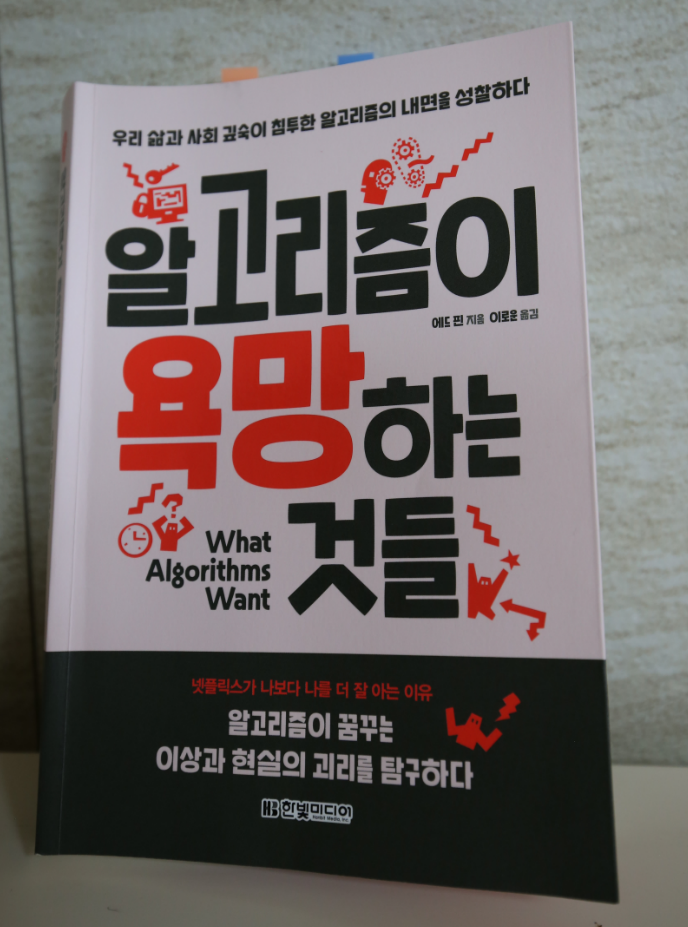 우리 삶과 사회 깊숙이 침투한 알고리즘의 내면을 성찰하다
알고리즘이
에드 핀 지음 이로운 옮김
욕망하는
것들
What
Algorithms
Want
넷플릭스가 나보다 나를 더 잘 아는 이유
알고리즘이 꿈꾸는
이상과 현실의 괴리를 탐구하다
HB 한빛미디어
Hanbit Media, Inc.